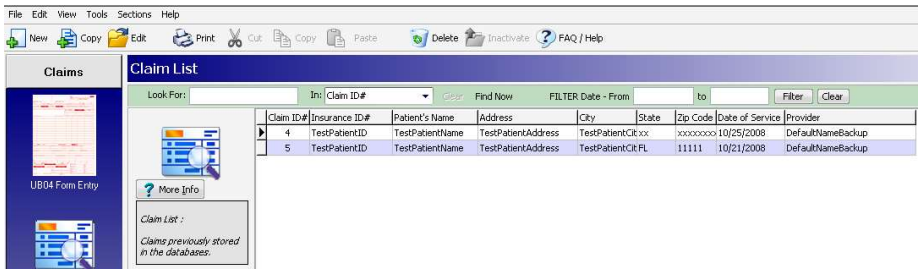 File Edit View Tools Sections Help
New Copy Edit Print Cut Copy Paste Delete Inactivate FAQ / Help
Claims
Claim List
Look For: In: Claim ID# Clear Find Now FILTER Date - From to Filter Clear
Claim ID# Insurance ID# Patient's Name Address City State Zip Code Date of Service Provider
4 TestPatientID TestPatientName TestPatientAddress TestPatientCit xx xxxxxxxx 10/25/2008 DefaultNameBackup
5 TestPatientID TestPatientName TestPatientAddress TestPatientCit FL 11111 10/21/2008 DefaultNameBackup
UB04 Form Entry
More Info
Claim List :
Claims previously stored
in the databases.